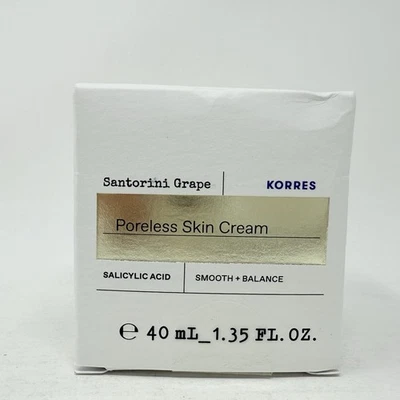 Santorini Grape KORRES
Poreless Skin Cream
SALICYLIC ACID SMOOTH + BALANCE
℮ 40 mL_1.35 FL. OZ.